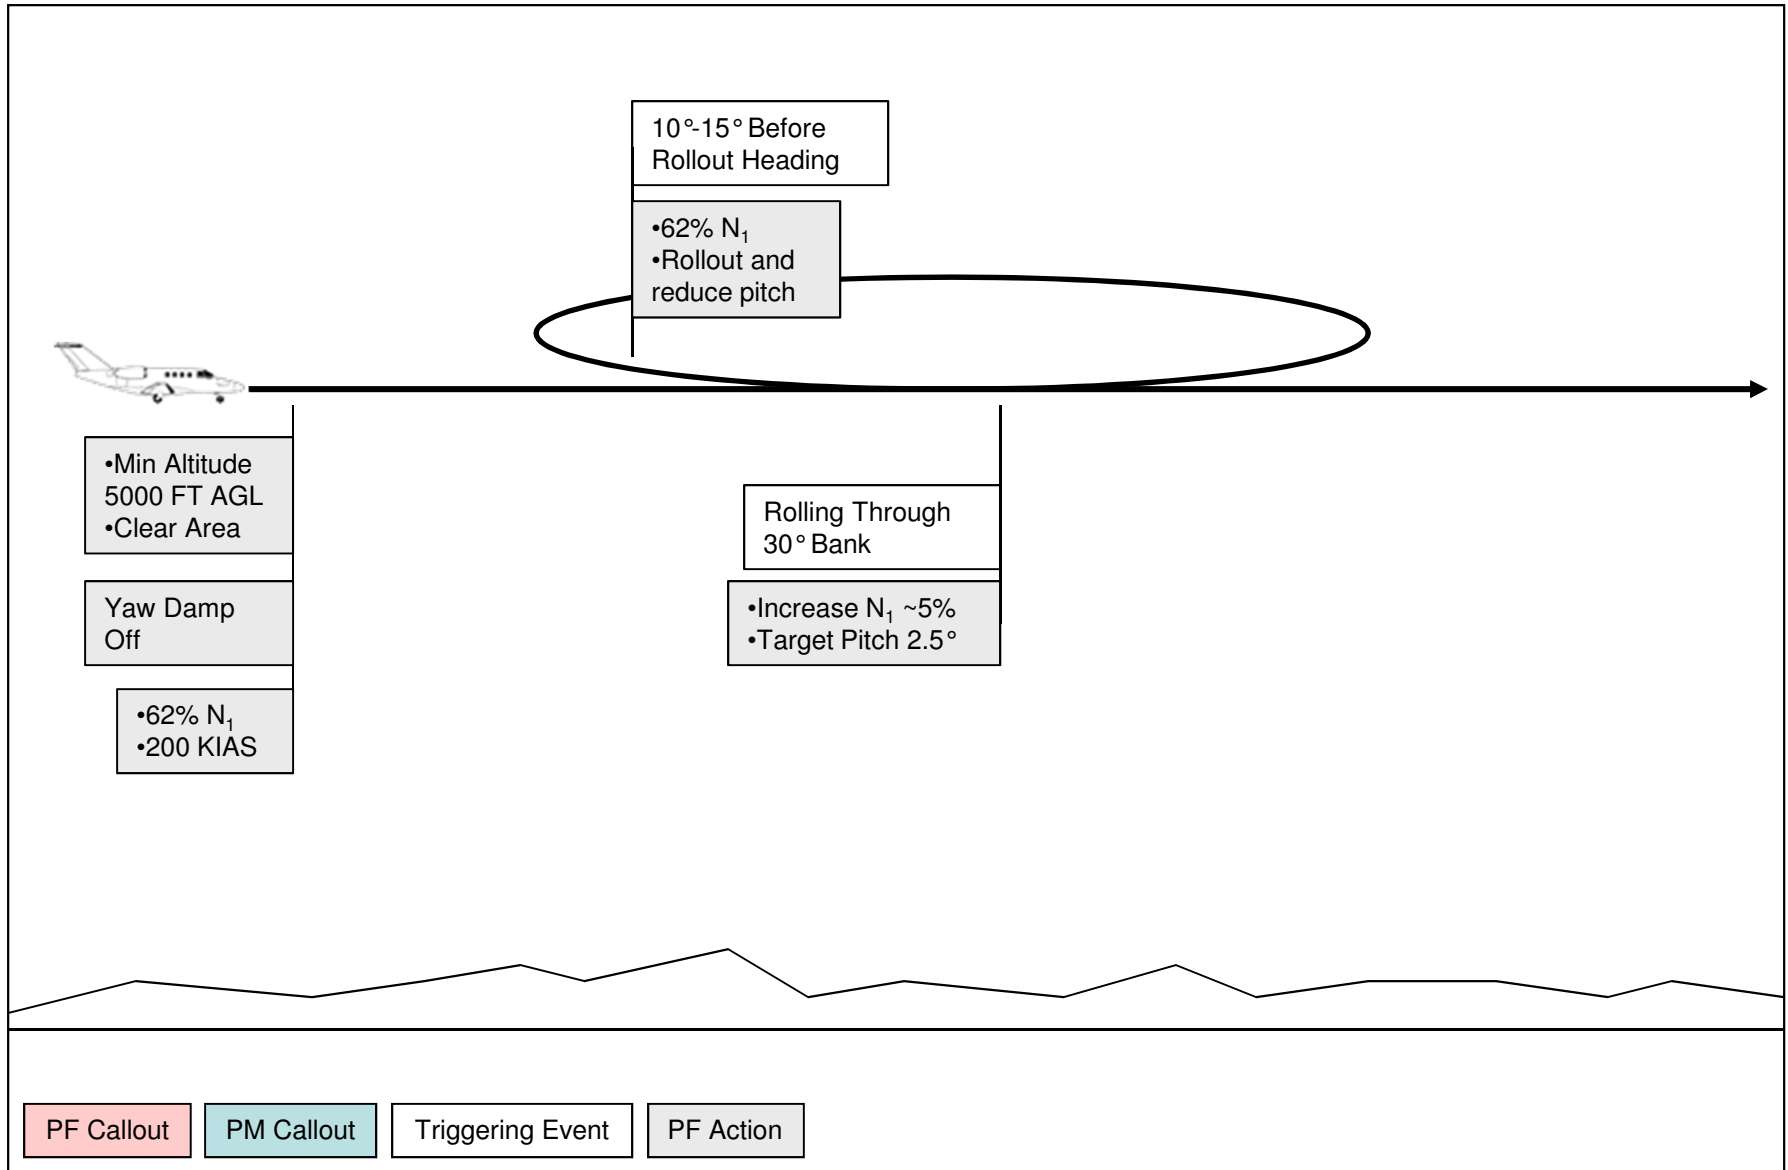 10°-15° Before
Rollout Heading
•62% N₁
•Rollout and
reduce pitch
•Min Altitude
5000 FT AGL
•Clear Area
Yaw Damp
Off
•62% N₁
•200 KIAS
Rolling Through
30° Bank
•Increase N₁ ~5%
•Target Pitch 2.5°
PF Callout
PM Callout
Triggering Event
PF Action